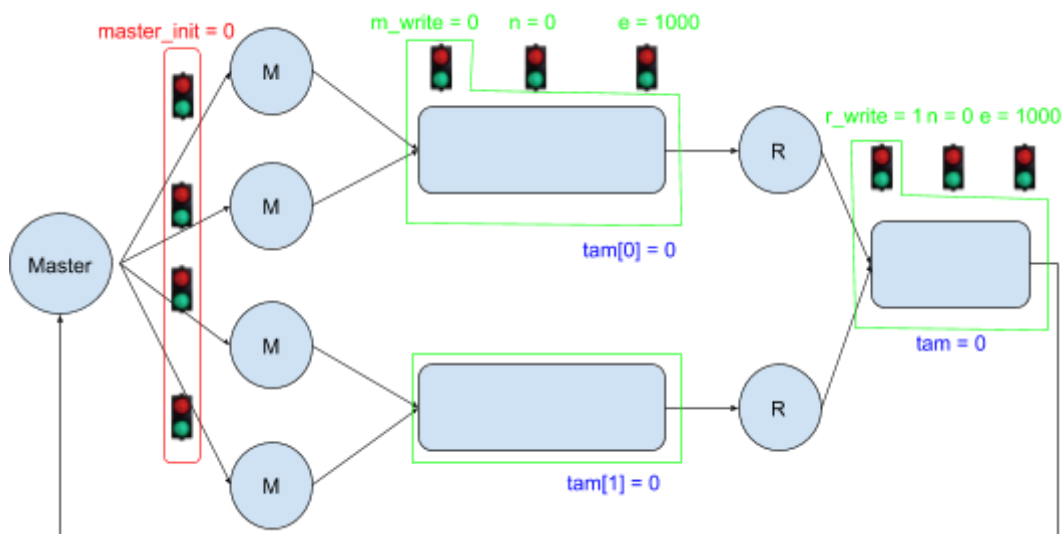 master_init = 0
m_write = 0 n = 0 e = 1000
M
r_write = 1 n = 0 e = 1000
R
M
tam[0] = 0
Master
M
tam = 0
R
M
tam[1] = 0